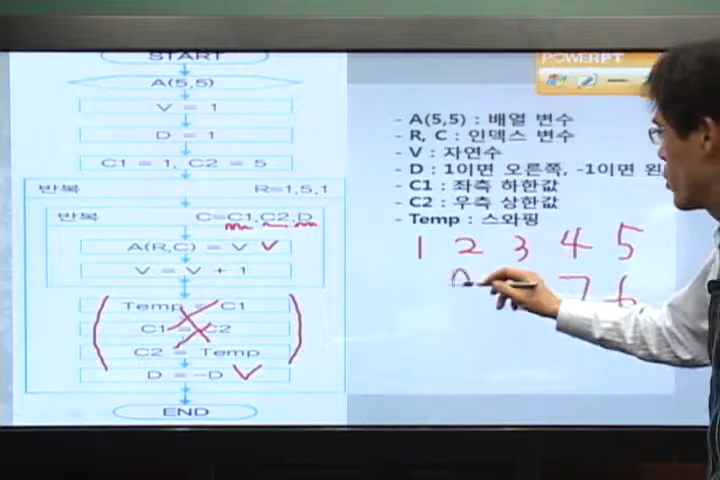 START
A(5,5)
V = 1
D = 1
C1 = 1, C2 = 5
반복 R=1,5,1
반복 C=C1,C2,D
A(R,C) = V
V = V + 1
Temp = C1
C1 = C2
C2 = Temp
D = -D
END
POWERPT
- A(5,5) : 배열 변수
- R, C : 인덱스 변수
- V : 자연수
- D : 1이면 오른쪽, -1이면 왼
- C1 : 좌측 하한값
- C2 : 우측 상한값
- Temp : 스와핑
1 2 3 4 5
7 6